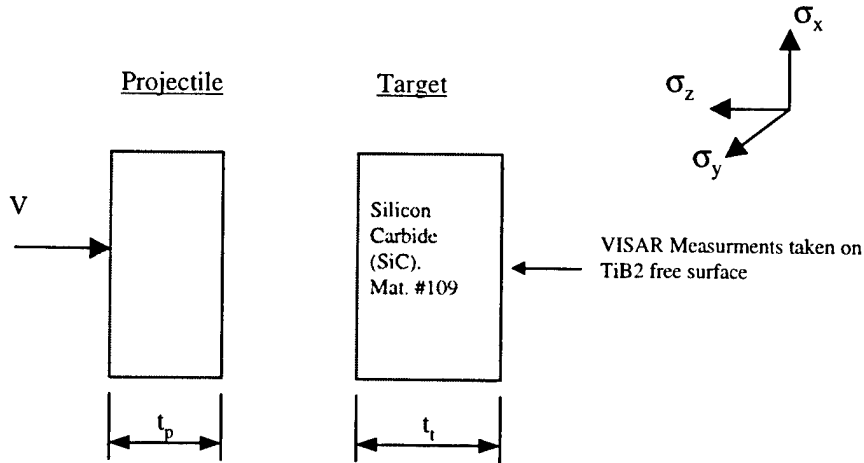 σx
Projectile
Target
σz
σy
V
Silicon
Carbide
(SiC).
Mat. #109
VISAR Measurments taken on
TiB2 free surface
tp
tt